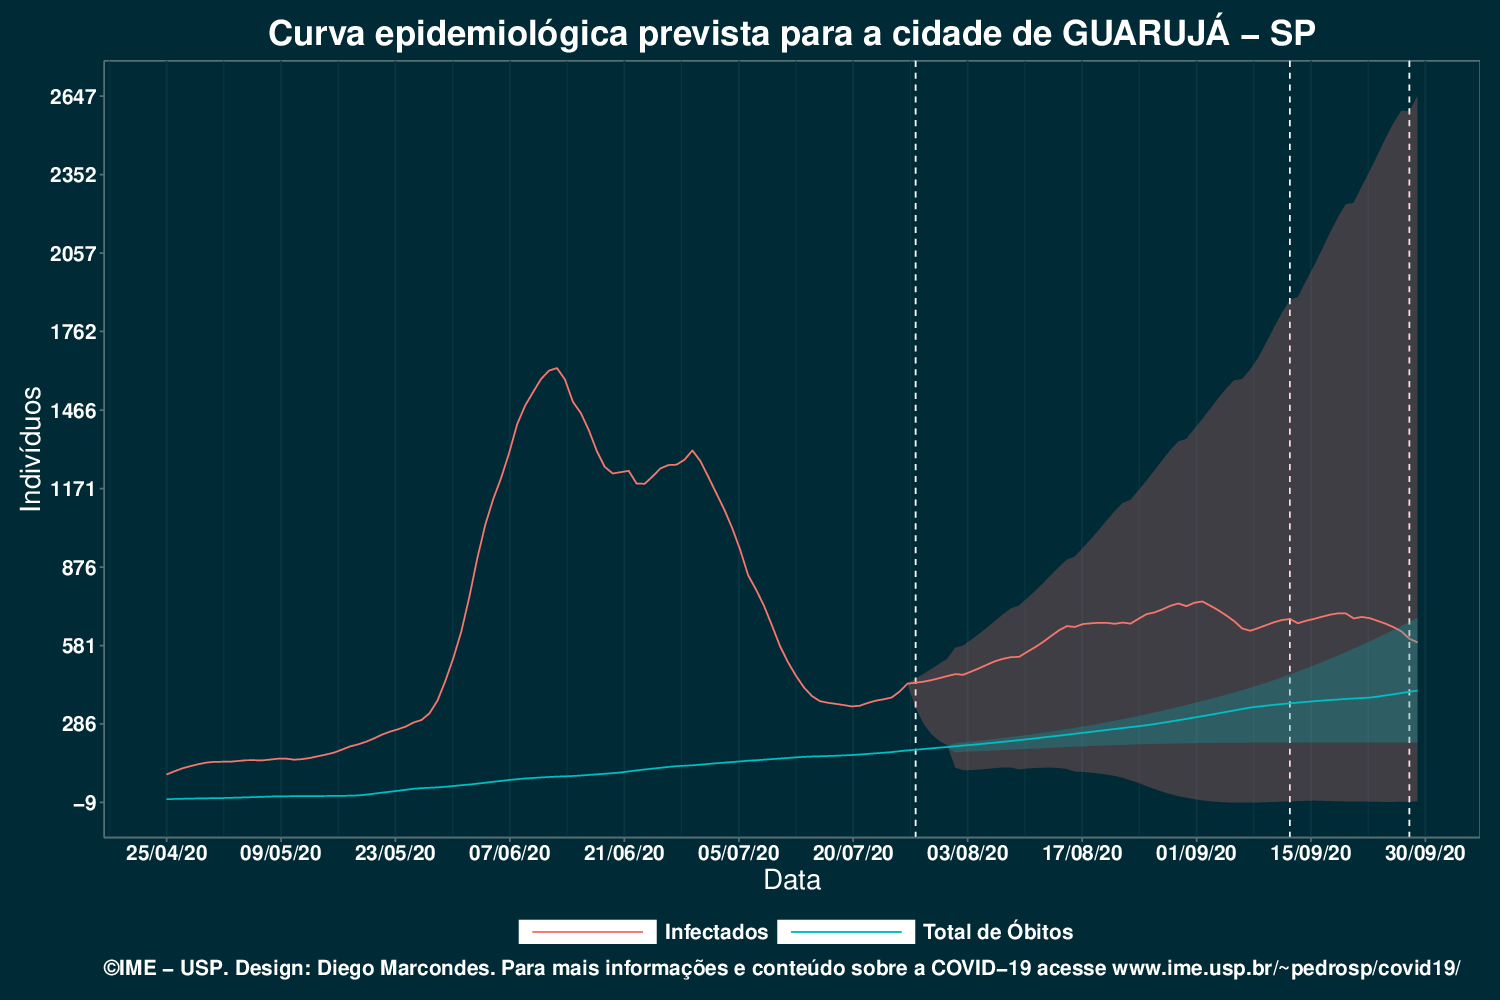 Curva epidemiológica prevista para a cidade de GUARUJÁ – SP
Indivíduos
2647
2352
2057
1762
1466
1171
876
581
286
–9
25/04/20 09/05/20 23/05/20 07/06/20 21/06/20 05/07/20 20/07/20 03/08/20 17/08/20 01/09/20 15/09/20 30/09/20
Data
Infectados Total de Óbitos
©IME – USP. Design: Diego Marcondes. Para mais informações e conteúdo sobre a COVID–19 acesse www.ime.usp.br/~pedrosp/covid19/